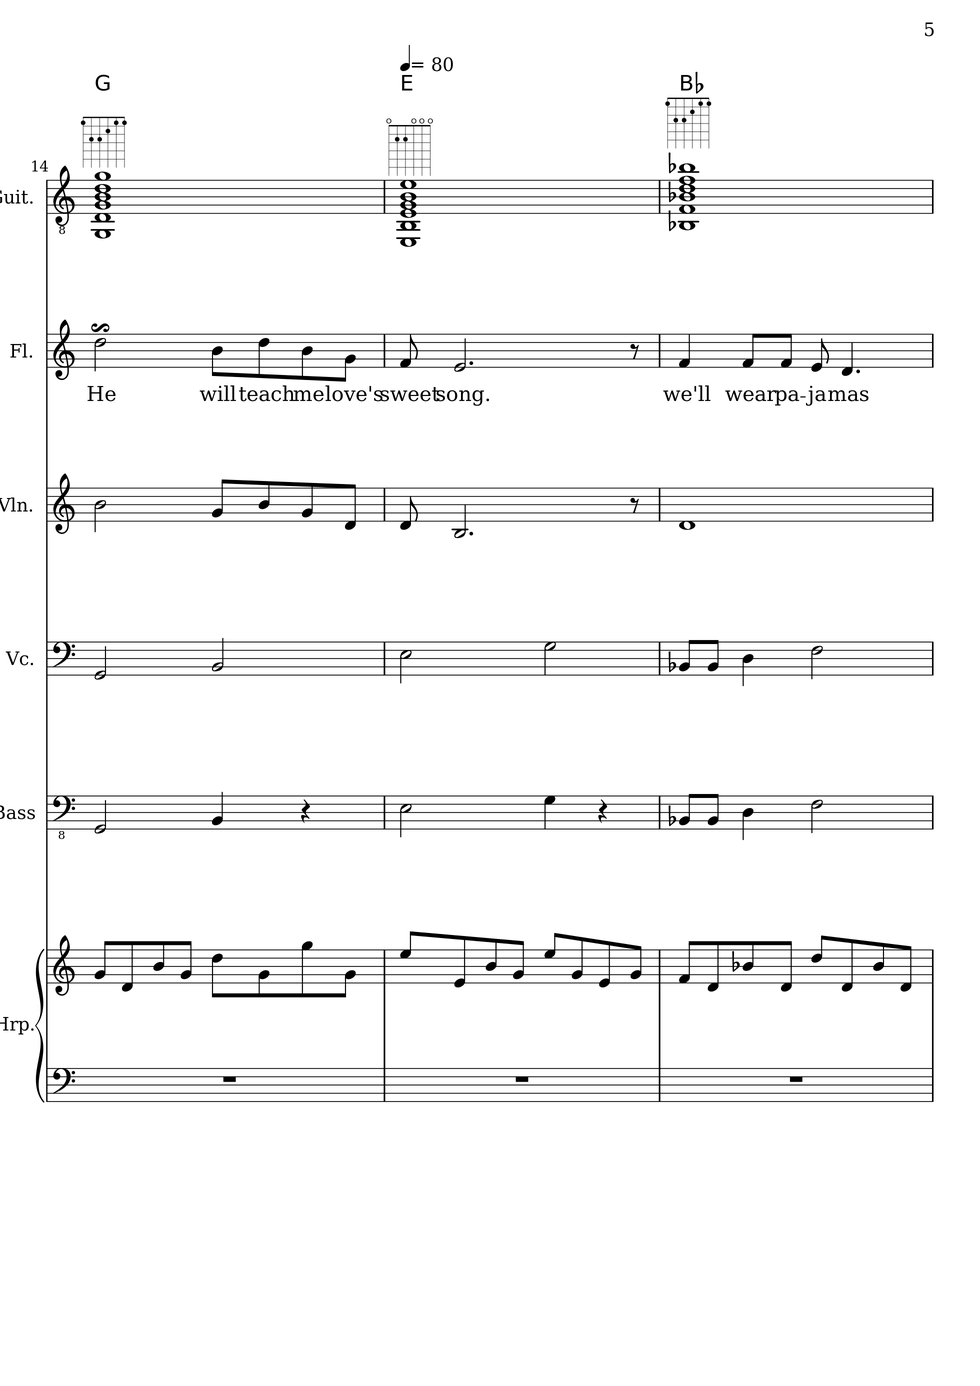 5
= 80
G E B♭
14
Guit.
8
Fl.
He will teach me love's sweet song. we'll wear pa-jamas
Vln.
Vc.
Bass
8
Hrp.